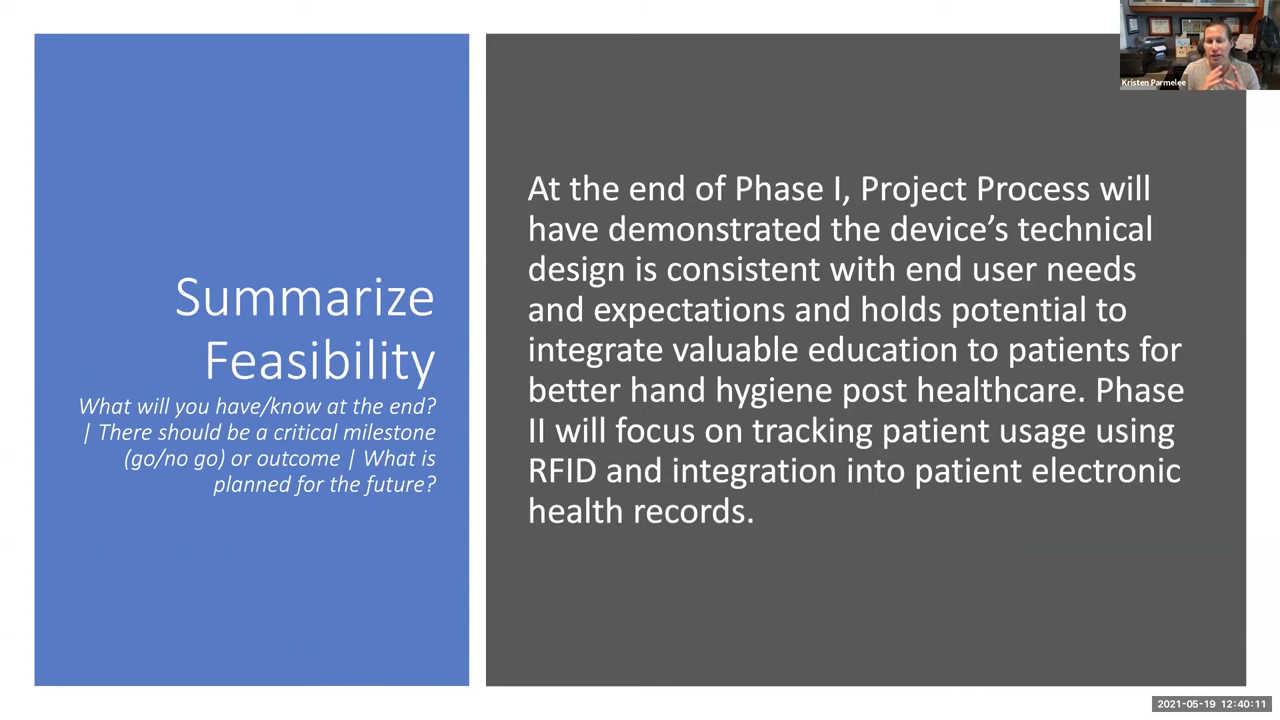 Kristen Parmelee
Summarize
Feasibility
What will you have/know at the end?
| There should be a critical milestone
(go/no go) or outcome | What is
planned for the future?
At the end of Phase I, Project Process will
have demonstrated the device’s technical
design is consistent with end user needs
and expectations and holds potential to
integrate valuable education to patients for
better hand hygiene post healthcare. Phase
II will focus on tracking patient usage using
RFID and integration into patient electronic
health records.
2021-05-19 12:40:11